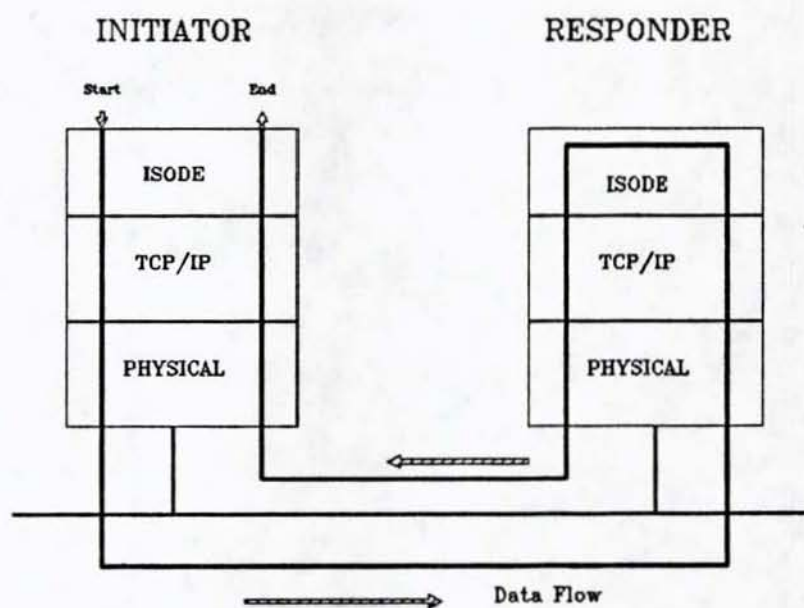 INITIATOR RESPONDER
Start End
ISODE ISODE
TCP/IP TCP/IP
PHYSICAL PHYSICAL
Data Flow